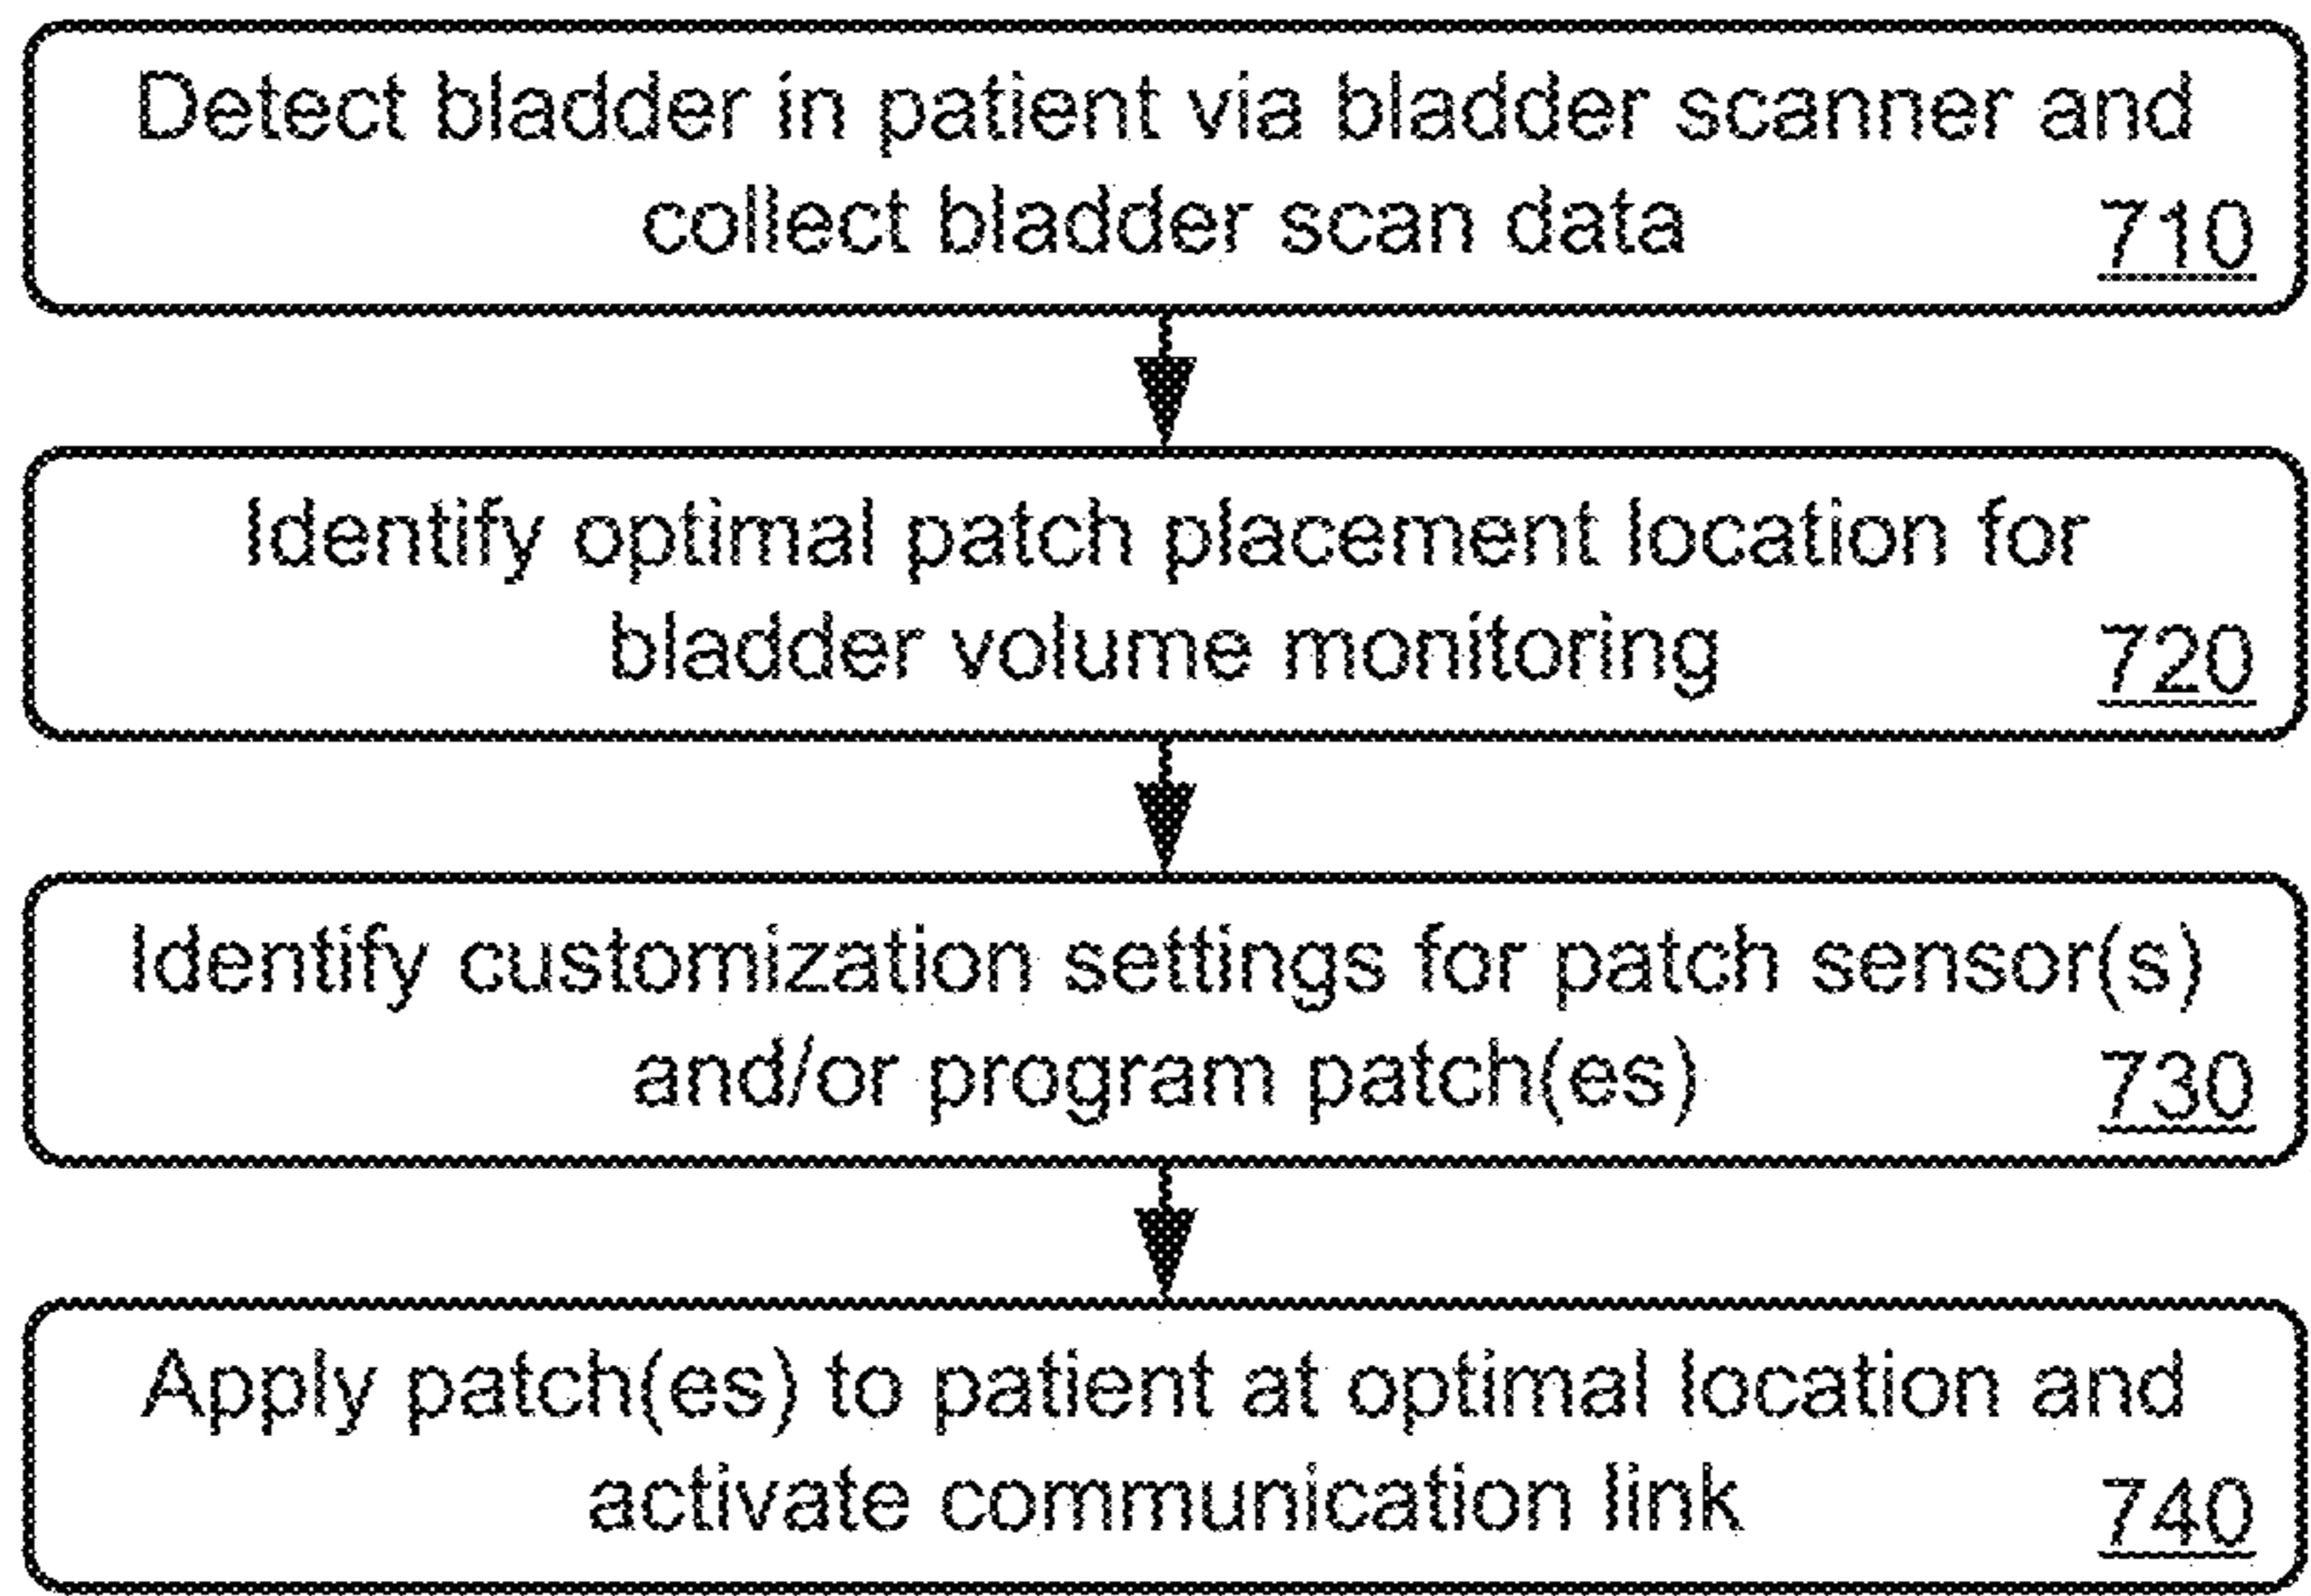 Detect bladder in patient via bladder scanner and
collect bladder scan data 710
Identify optimal patch placement location for
bladder volume monitoring 720
Identify customization settings for patch sensor(s)
and/or program patch(es) 730
Apply patch(es) to patient at optimal location and
activate communication link 740